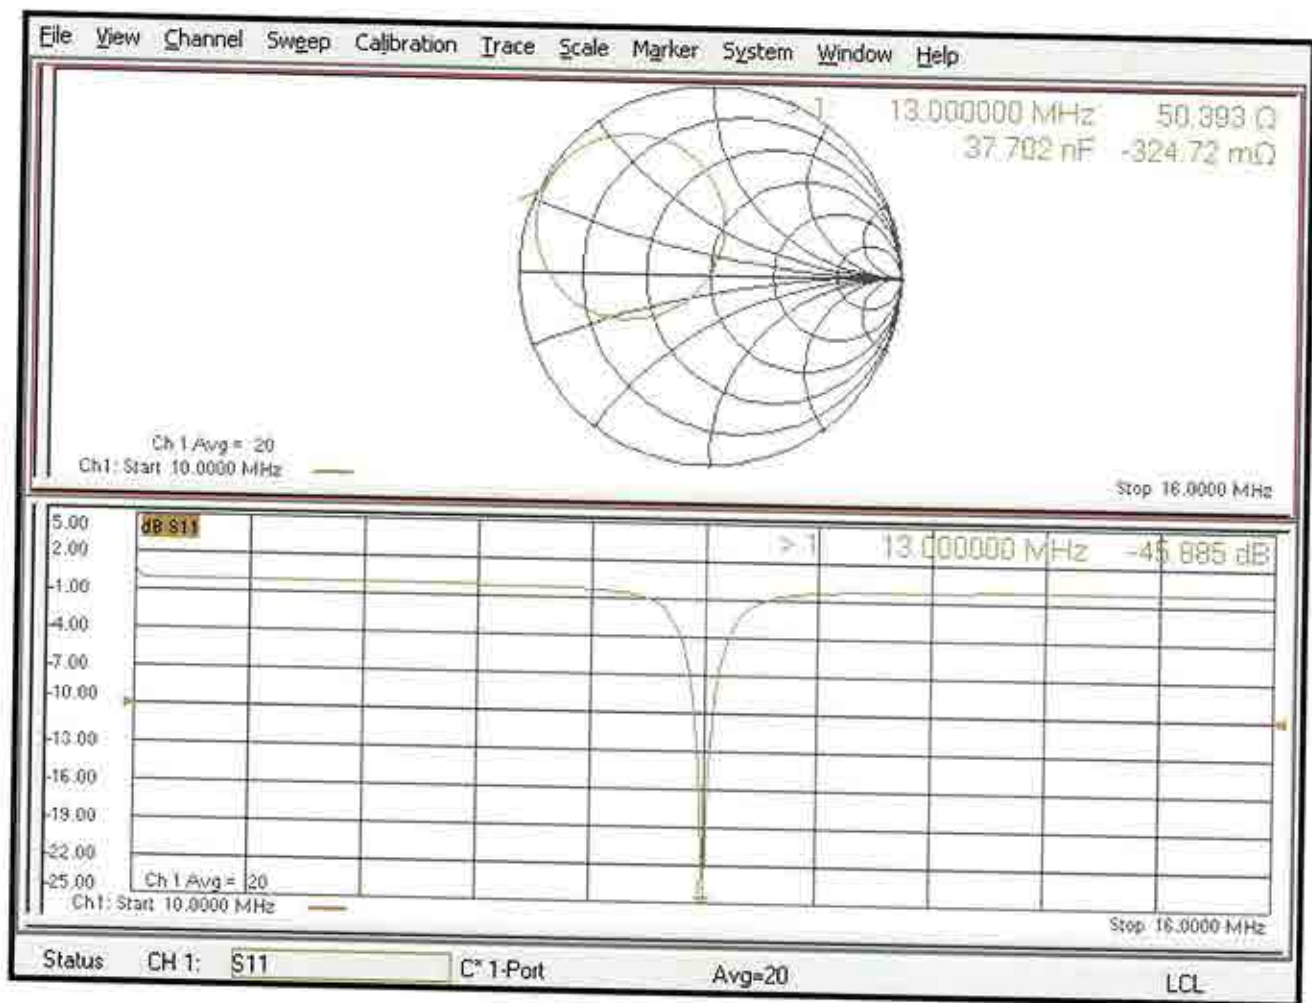 File View Channel Sweep Calibration Trace Scale Marker System Window Help
> 1 13.000000 MHz 50.393 Ω
37.702 nF -324.72 mΩ
Ch 1 Avg = 20
Ch1: Start 10.0000 MHz
Stop 16.0000 MHz
5.00
dB S11
2.00
> 1 13.000000 MHz -45.885 dB
-1.00
-4.00
-7.00
-10.00
-13.00
-16.00
-19.00
-22.00
-25.00
Ch 1 Avg = 20
Ch1: Start 10.0000 MHz
Stop 16.0000 MHz
Status CH 1: S11 C* 1-Port Avg=20 LCL